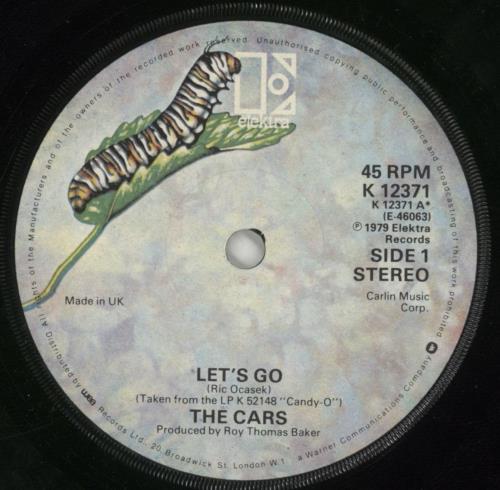 elektra
45 RPM
K 12371
K 12371 A*
(E-46063)
℗ 1979 Elektra
Records
SIDE 1
STEREO
Made in UK
Carlin Music
Corp.
LET'S GO
(Ric Ocasek)
(Taken from the LP K 52148 "Candy-O")
THE CARS
Produced by Roy Thomas Baker
All rights of the Manufacturers and of the owners of the recorded work reserved. Unauthorised copying public performance and broadcasting of this work prohibited
Distributed by wea Records Ltd., 20, Broadwick St. London W.1. a Warner Communications Company